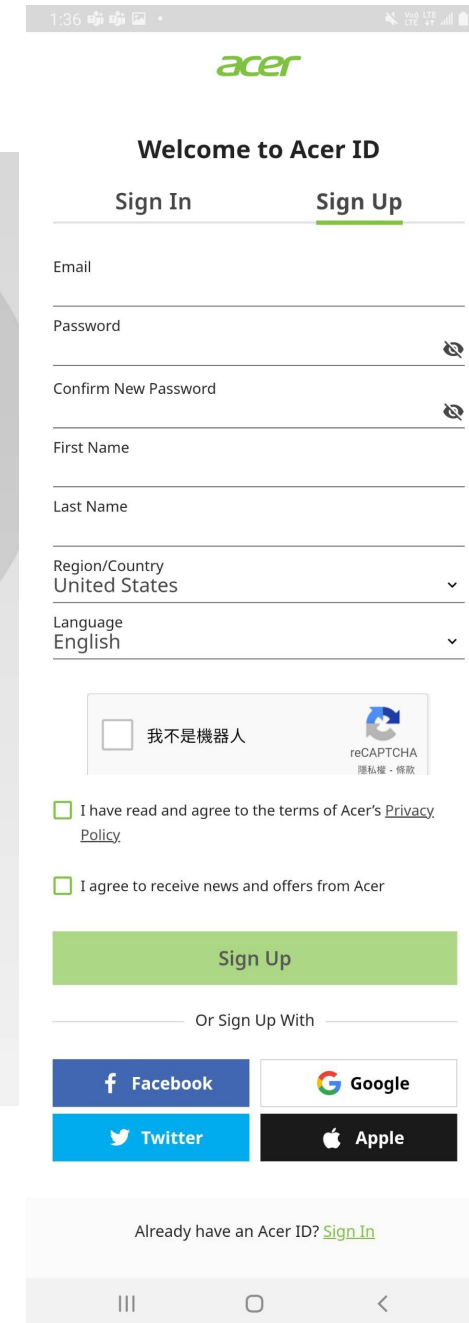 1:36
acer
Welcome to Acer ID
Sign In
Sign Up
Email
Password
Confirm New Password
First Name
Last Name
Region/Country
United States
Language
English
我不是機器人
reCAPTCHA
隱私權 - 條款
I have read and agree to the terms of Acer’s Privacy
Policy
I agree to receive news and offers from Acer
Sign Up
Or Sign Up With
f Facebook
G Google
Twitter
Apple
Already have an Acer ID? Sign In